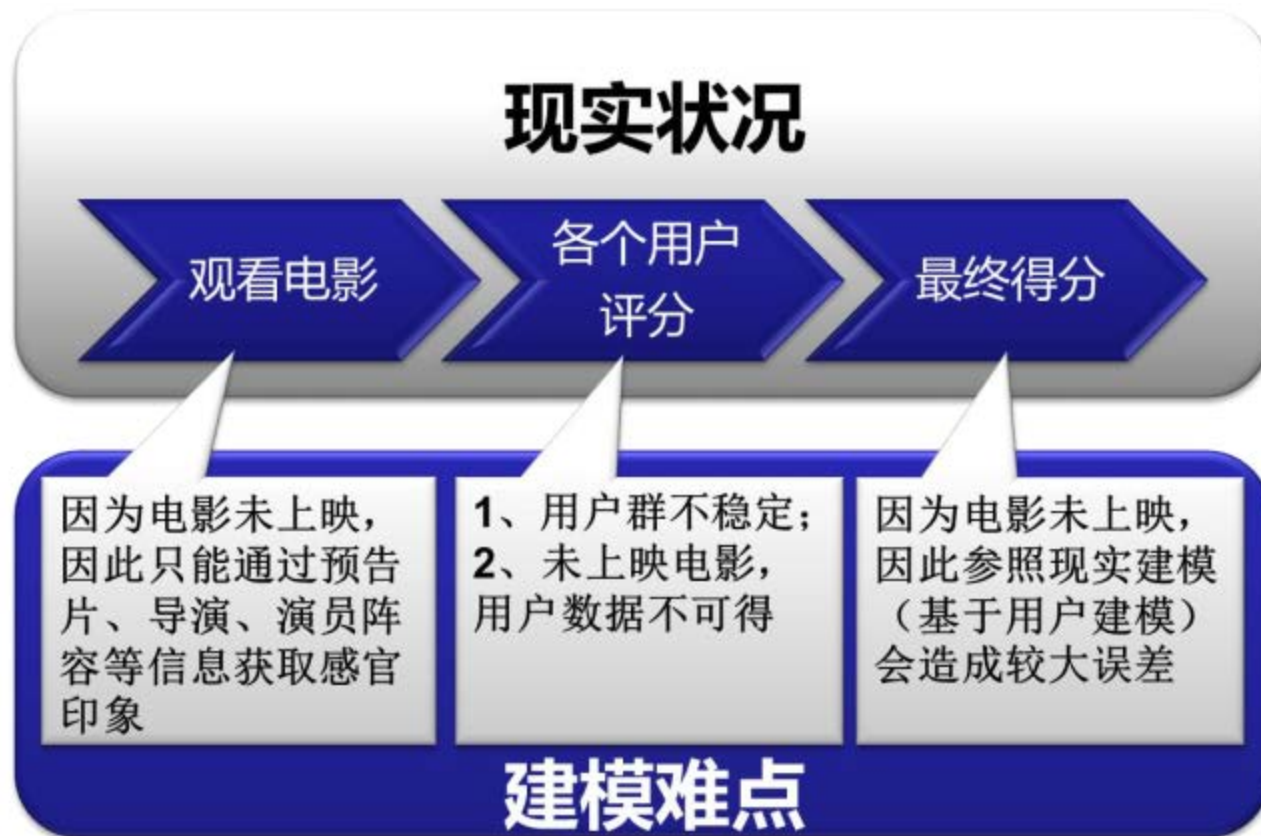 现实状况
观看电影
各个用户
评分
最终得分
因为电影未上映，
因此只能通过预告
片、导演、演员阵
容等信息获取感官
印象
1、用户群不稳定；
2、未上映电影，
用户数据不可得
因为电影未上映，
因此参照现实建模
（基于用户建模）
会造成较大误差
建模难点